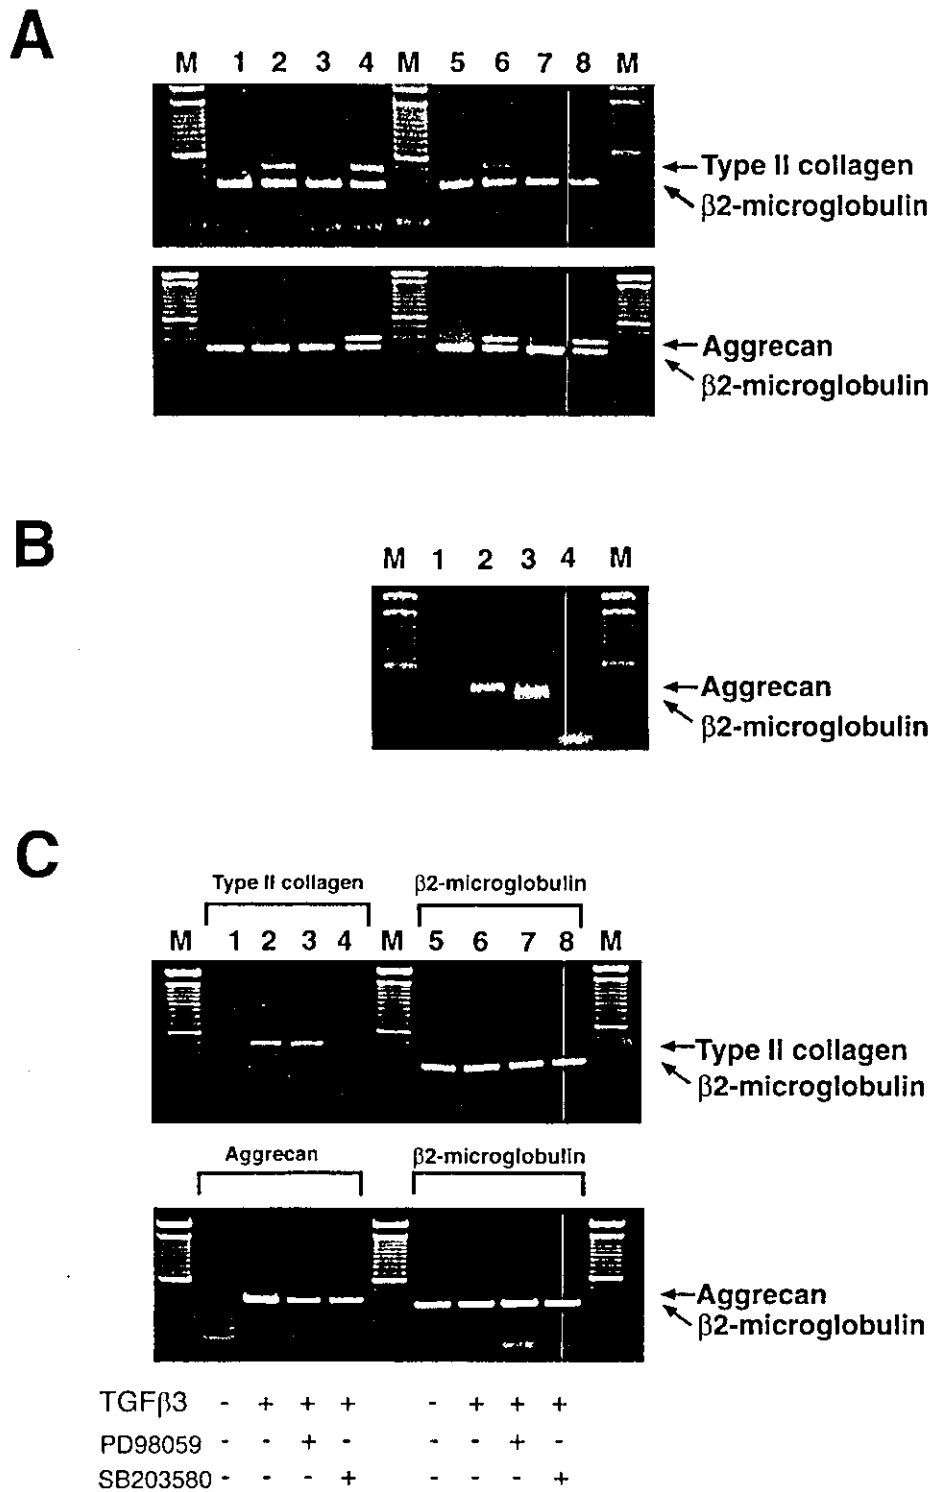 A
M 1 2 3 4 M 5 6 7 8 M
Type II collagen
β2-microglobulin
Aggrecan
β2-microglobulin
B
M 1 2 3 4 M
Aggrecan
β2-microglobulin
C
Type II collagen β2-microglobulin
M 1 2 3 4 M 5 6 7 8 M
Type II collagen
β2-microglobulin
Aggrecan β2-microglobulin
Aggrecan
β2-microglobulin
TGFβ3 - + + + - + + +
PD98059 - - + - - - + -
SB203580 - - - + - - - +